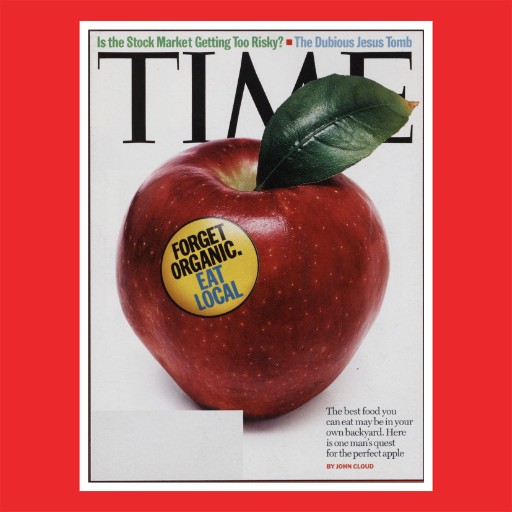 Is the Stock Market Getting Too Risky? ■ The Dubious Jesus Tomb
TIME
FORGET
ORGANIC.
EAT
LOCAL
The best food you
can eat may be in your
own backyard. Here
is one man's quest
for the perfect apple
BY JOHN CLOUD